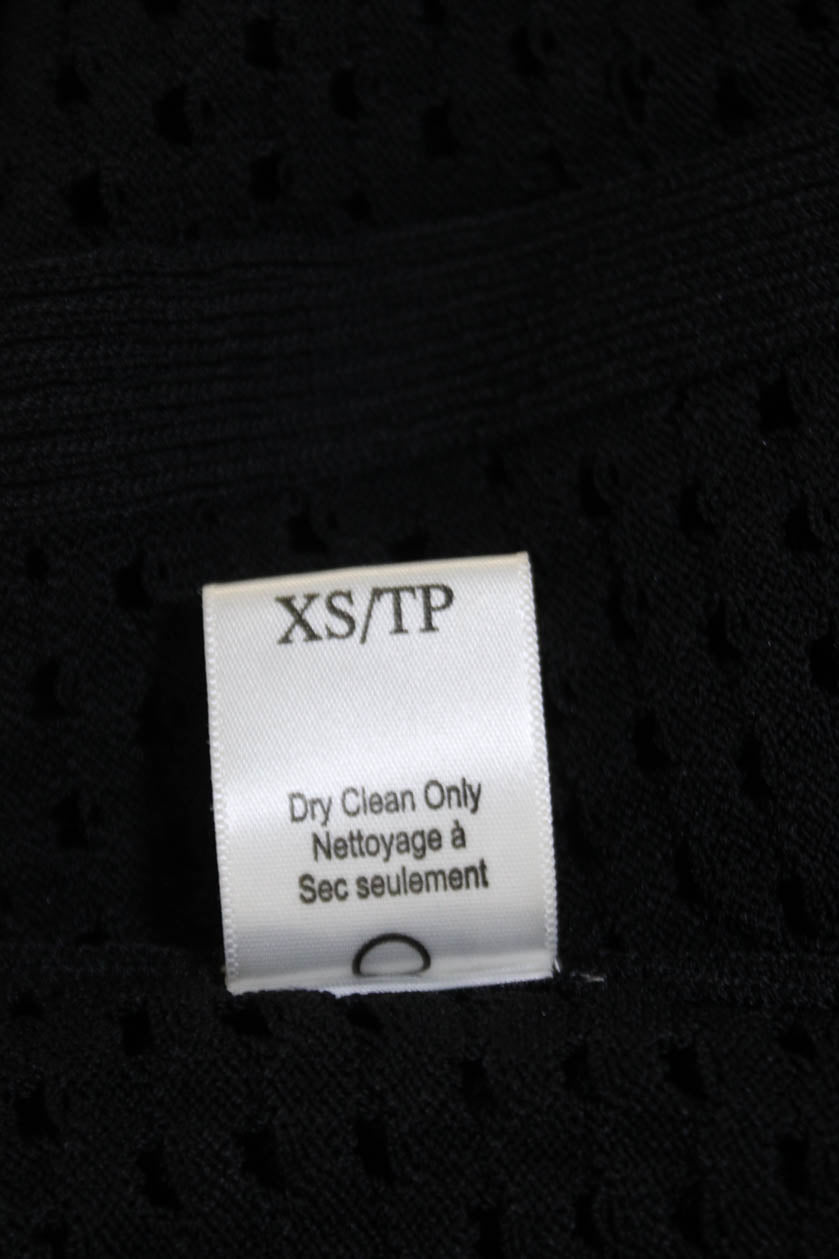 XS/TP
Dry Clean Only
Nettoyage à
Sec seulement